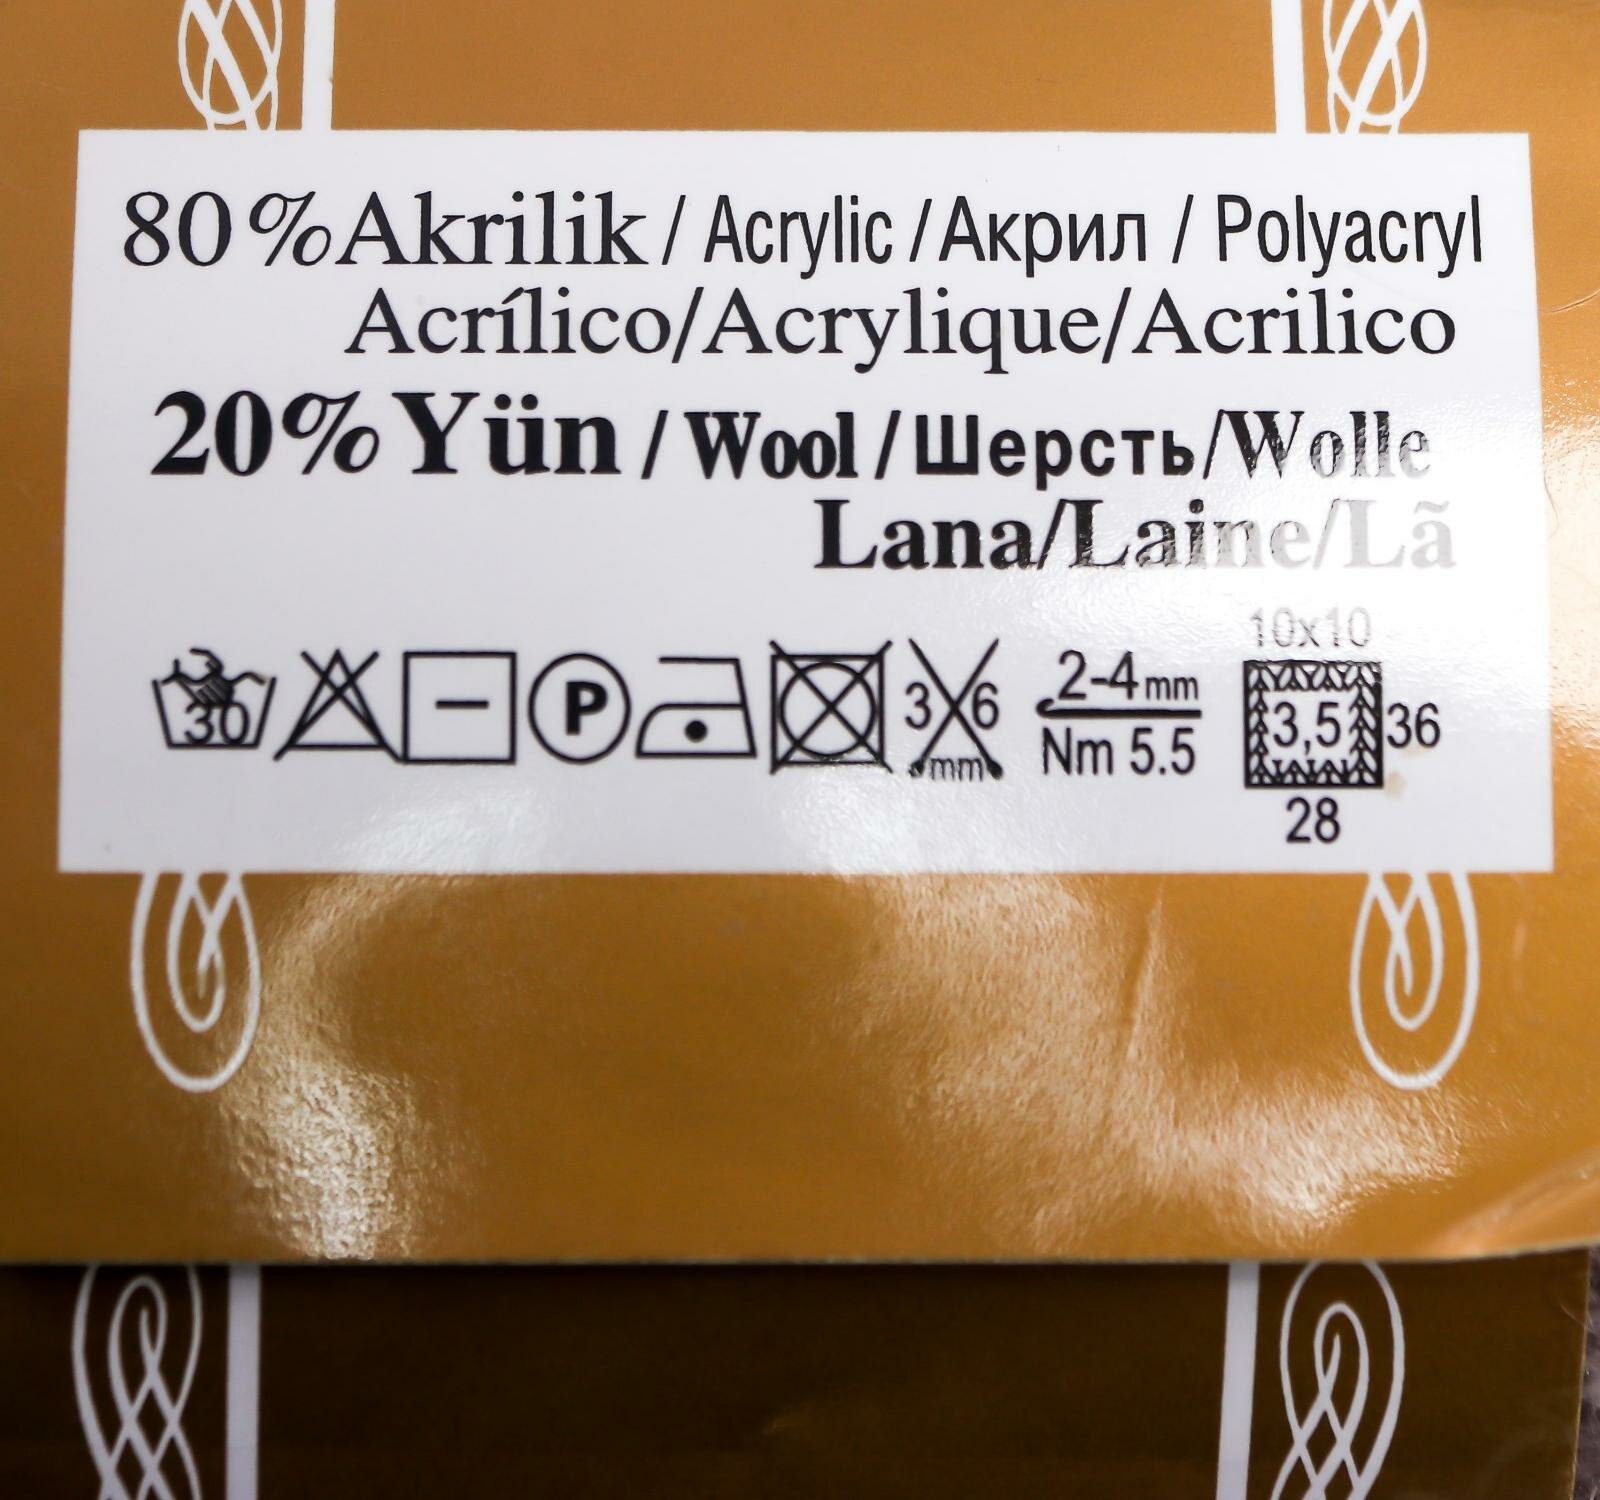 80%Akrilik / Acrylic / Акрил / Polyacryl
Acrílico/Acrylique/Acrilico
20%Yün / Wool / Шерсть/Wolle
Lana/Laine/Lã
10x10
30 P 3 6 mm 2-4mm 3,5 36
Nm 5.5
28